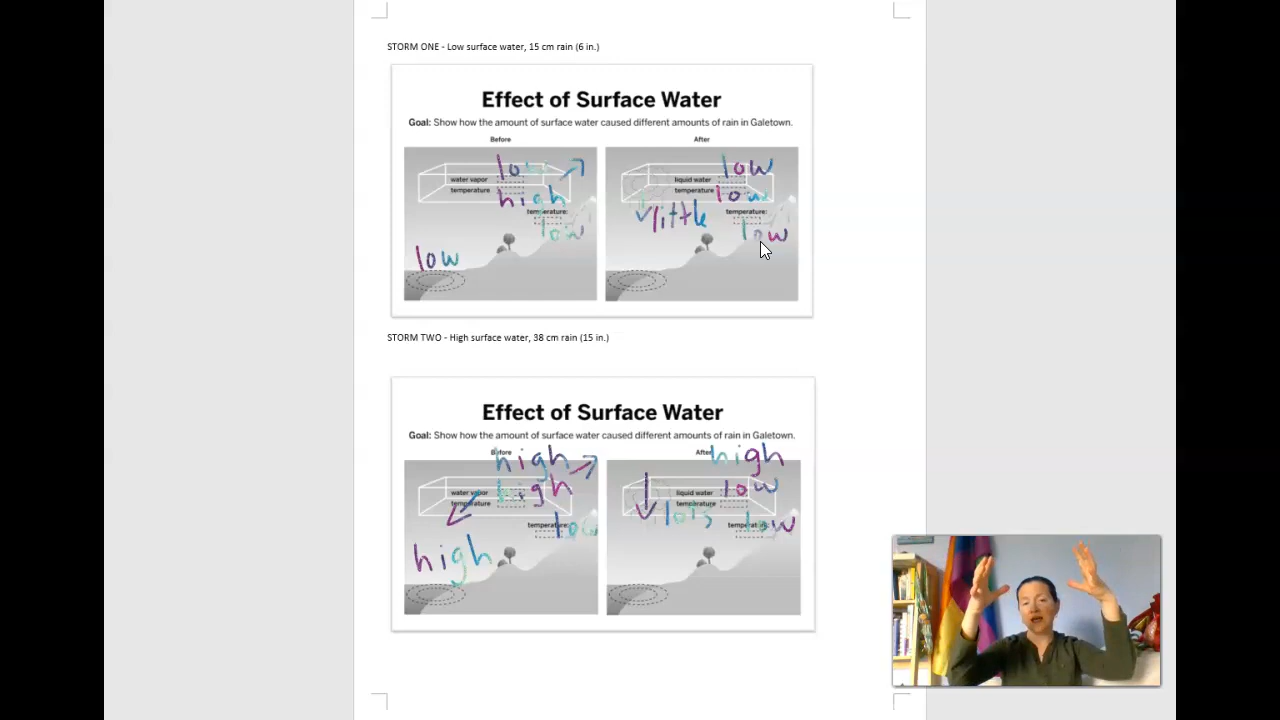 STORM ONE - Low surface water, 15 cm rain (6 in.)
Effect of Surface Water
Goal: Show how the amount of surface water caused different amounts of rain in Galetown.
Before
After
low
water vapor
high
temperature
temperature:
low
low
low
liquid water
low
temperature
little
temperature:
low
STORM TWO - High surface water, 38 cm rain (15 in.)
Effect of Surface Water
Goal: Show how the amount of surface water caused different amounts of rain in Galetown.
Before
After
high
water vapor
high
temperature
temperature:
low
high
high
liquid water
low
temperature
lots
temperature:
low